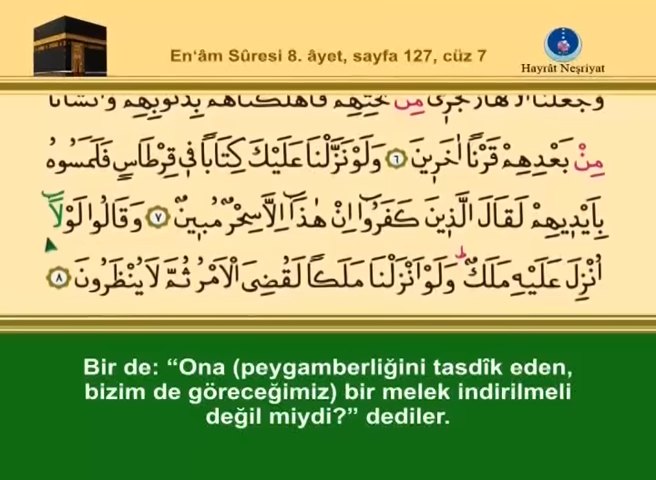 En‘âm Sûresi 8. âyet, sayfa 127, cüz 7
Hayrât Neşriyat
مِنْ بَعْدِهِمْ قَرْنًا اٰخَرِينَ ﴿٦﴾ وَلَوْ نَزَّلْنَا عَلَيْكَ كِتَابًا فِي قِرْطَاسٍ فَلَمَسُوهُ
بِاَيْدِيهِمْ لَقَالَ الَّذِينَ كَفَرُوا اِنْ هٰذَا اِلَّا سِحْرٌ مُبِينٌ ﴿٧﴾ وَقَالُوا لَوْلَا
اُنْزِلَ عَلَيْهِ مَلَكٌ ۜ وَلَوْ اَنْزَلْنَا مَلَكًا لَقُضِيَ الْاَمْرُ ثُمَّ لَا يُنْظَرُونَ ﴿٨﴾
Bir de: “Ona (peygamberliğini tasdîk eden,
bizim de göreceğimiz) bir melek indirilmeli
değil miydi?” dediler.